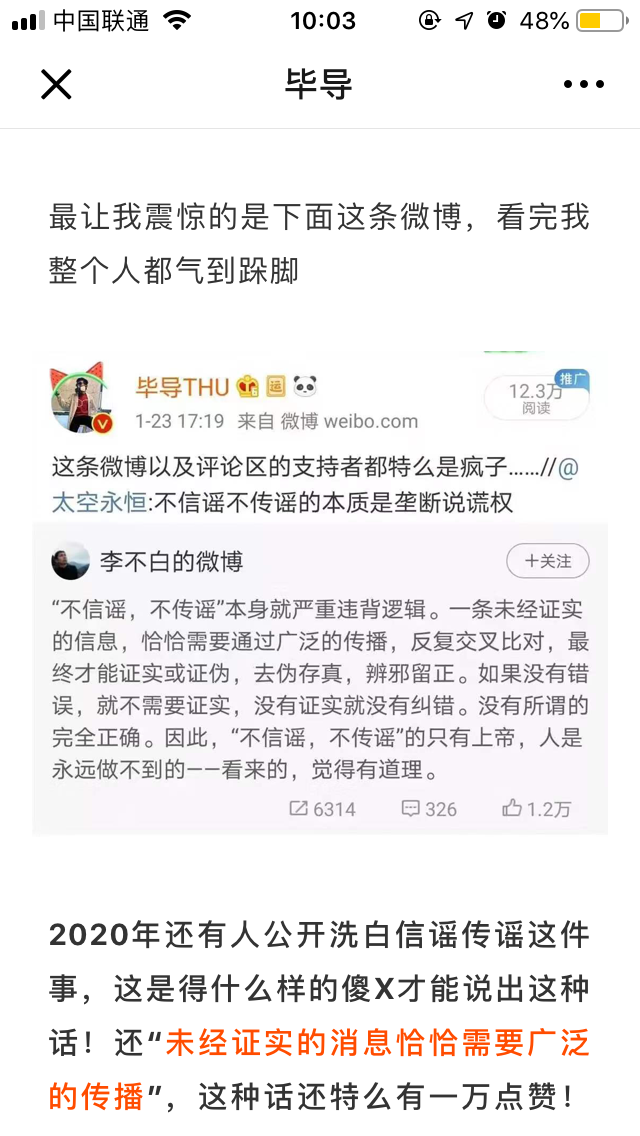 中国联通 10:03 48%
毕导
最让我震惊的是下面这条微博，看完我
整个人都气到跺脚
毕导THU 运
推广
12.3万
阅读
1-23 17:19 来自 微博 weibo.com
这条微博以及评论区的支持者都特么是疯子……//@
太空永恒:不信谣不传谣的本质是垄断说谎权
李不白的微博 +关注
“不信谣，不传谣”本身就严重违背逻辑。一条未经证实
的信息，恰恰需要通过广泛的传播，反复交叉比对，最
终才能证实或证伪，去伪存真，辨邪留正。如果没有错
误，就不需要证实，没有证实就没有纠错。没有所谓的
完全正确。因此，“不信谣，不传谣”的只有上帝，人是
永远做不到的——看来的，觉得有道理。
6314 326 1.2万
2020年还有人公开洗白信谣传谣这件
事，这是得什么样的傻X才能说出这种
话！还“未经证实的消息恰恰需要广泛
的传播”，这种话还特么有一万点赞！